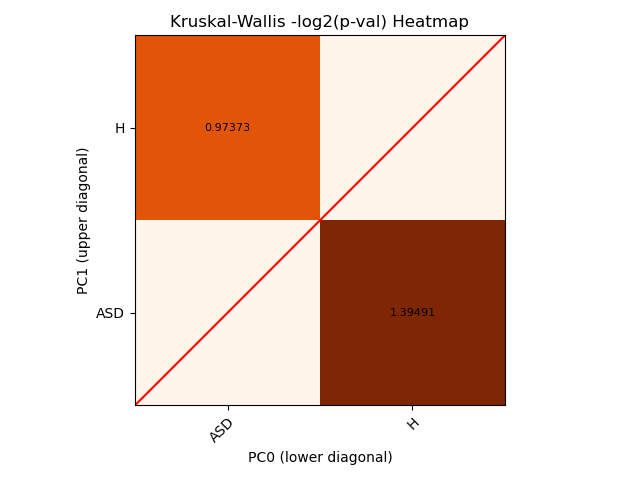 Kruskal-Wallis -log2(p-val) Heatmap
H
0.97373
PC1 (upper diagonal)
ASD
1.39491
ASD
H
PC0 (lower diagonal)